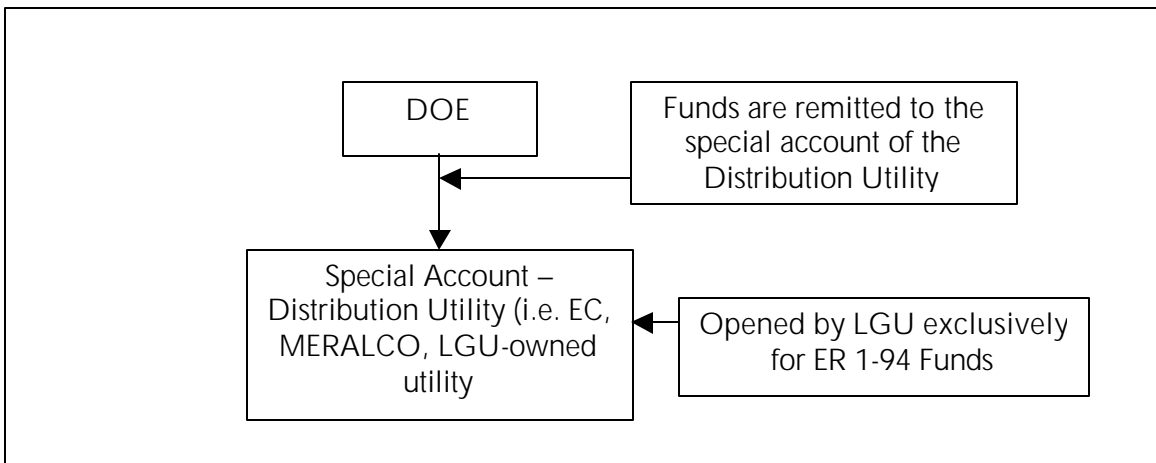 DOE
Funds are remitted to the
special account of the
Distribution Utility
Special Account –
Distribution Utility (i.e. EC,
MERALCO, LGU-owned
utility
Opened by LGU exclusively
for ER 1-94 Funds